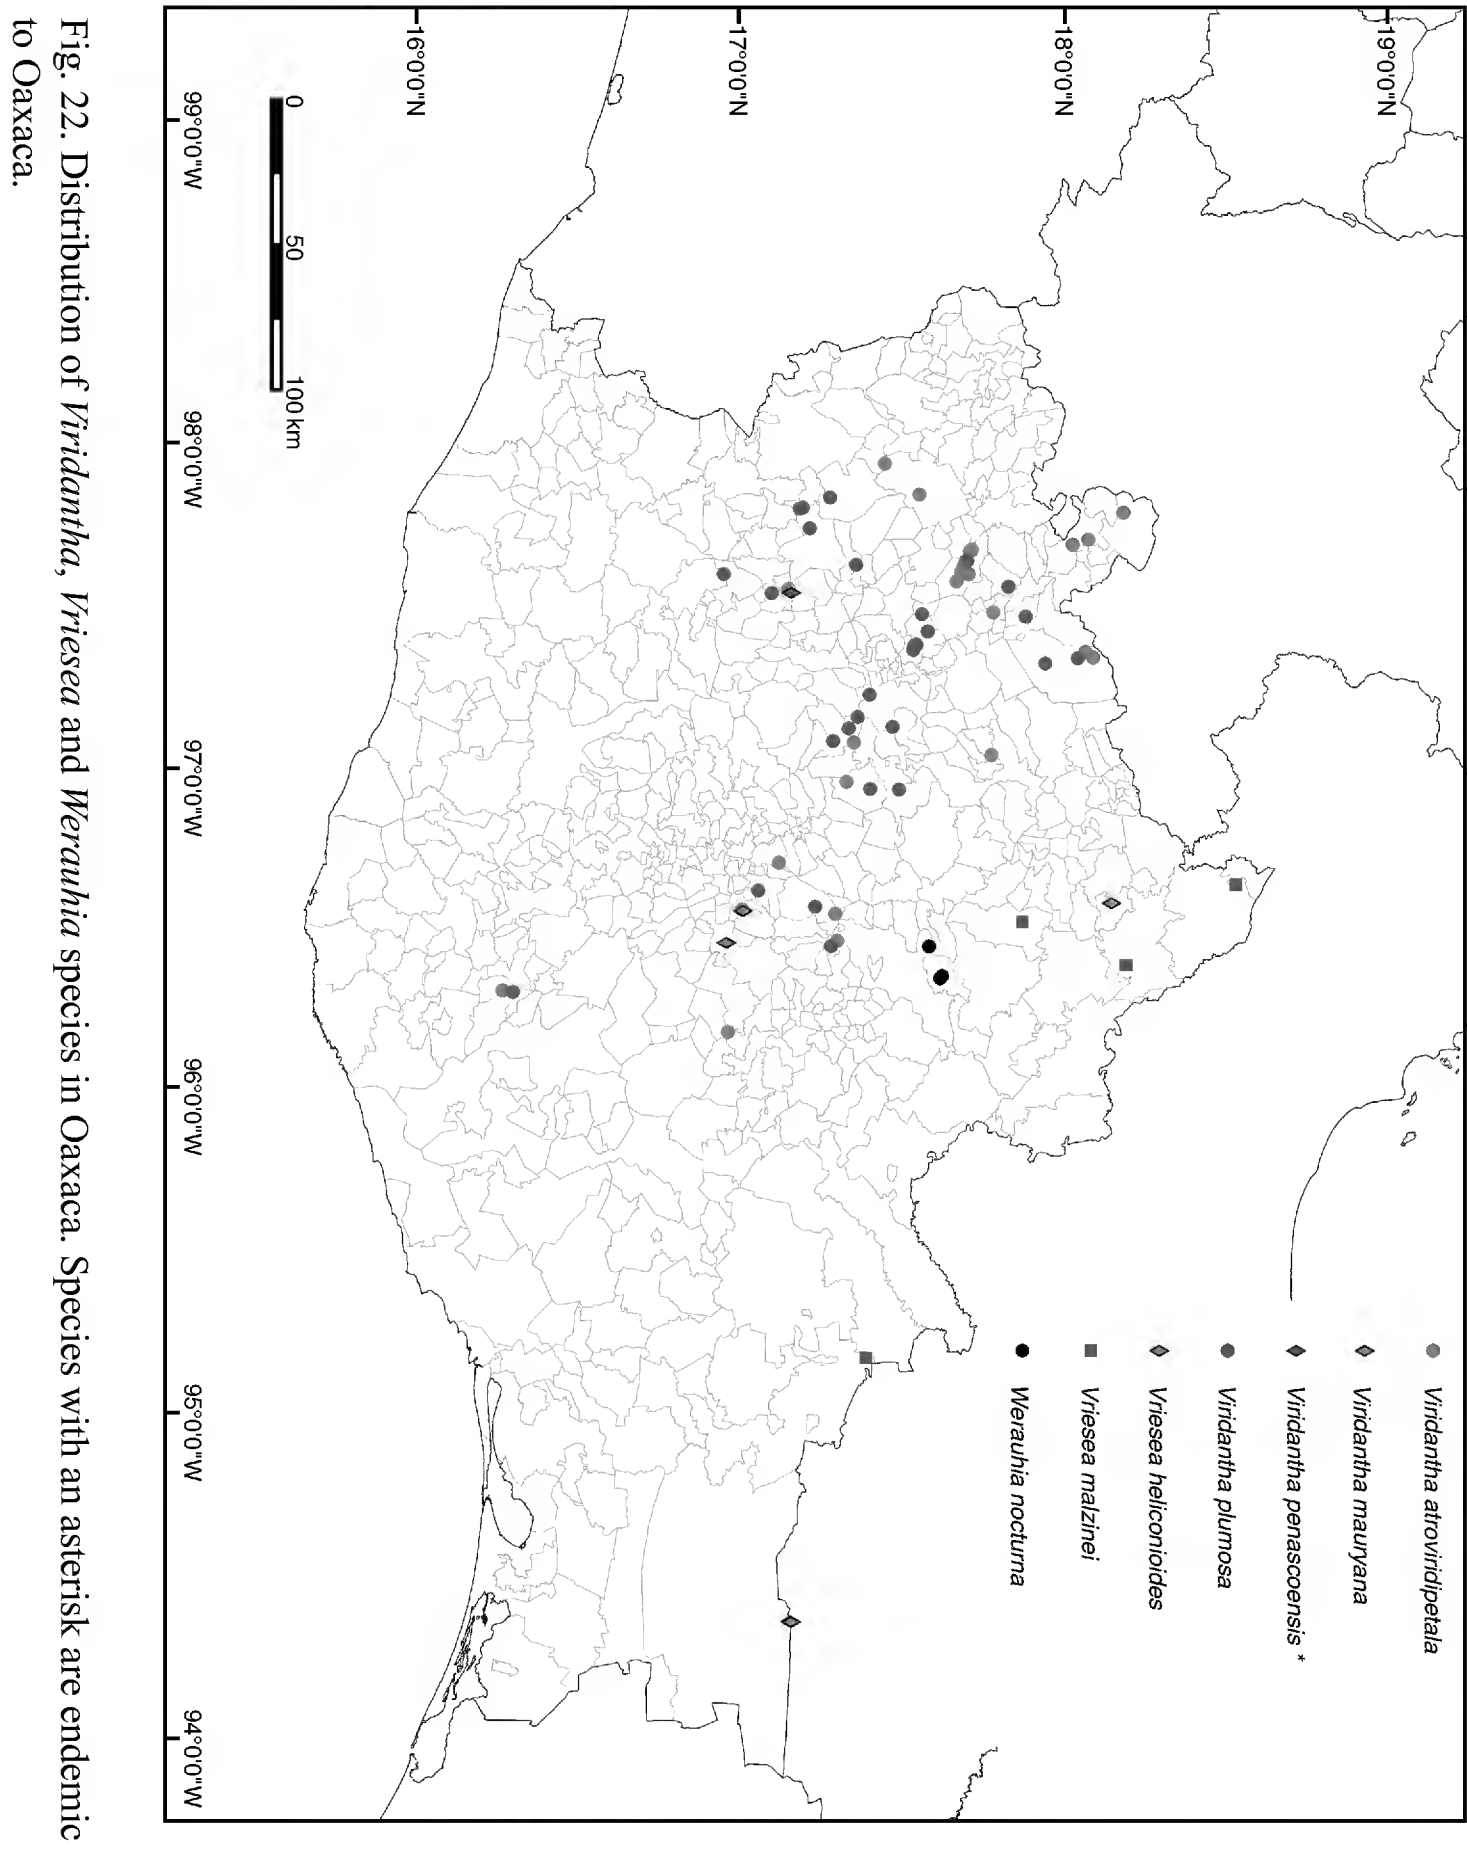 19°0'0"N
18°0'0"N
17°0'0"N
16°0'0"N
99°0'0"W
98°0'0"W
97°0'0"W
96°0'0"W
95°0'0"W
94°0'0"W
0 50 100 km
Viridantha atroviridipetala
Viridantha mauryana
Viridantha penascoensis *
Viridantha plumosa
Vriesea heliconioides
Vriesea malzinei
Werauhia nocturna
Fig. 22. Distribution of Viridantha, Vriesea and Werauhia species in Oaxaca. Species with an asterisk are endemic
to Oaxaca.